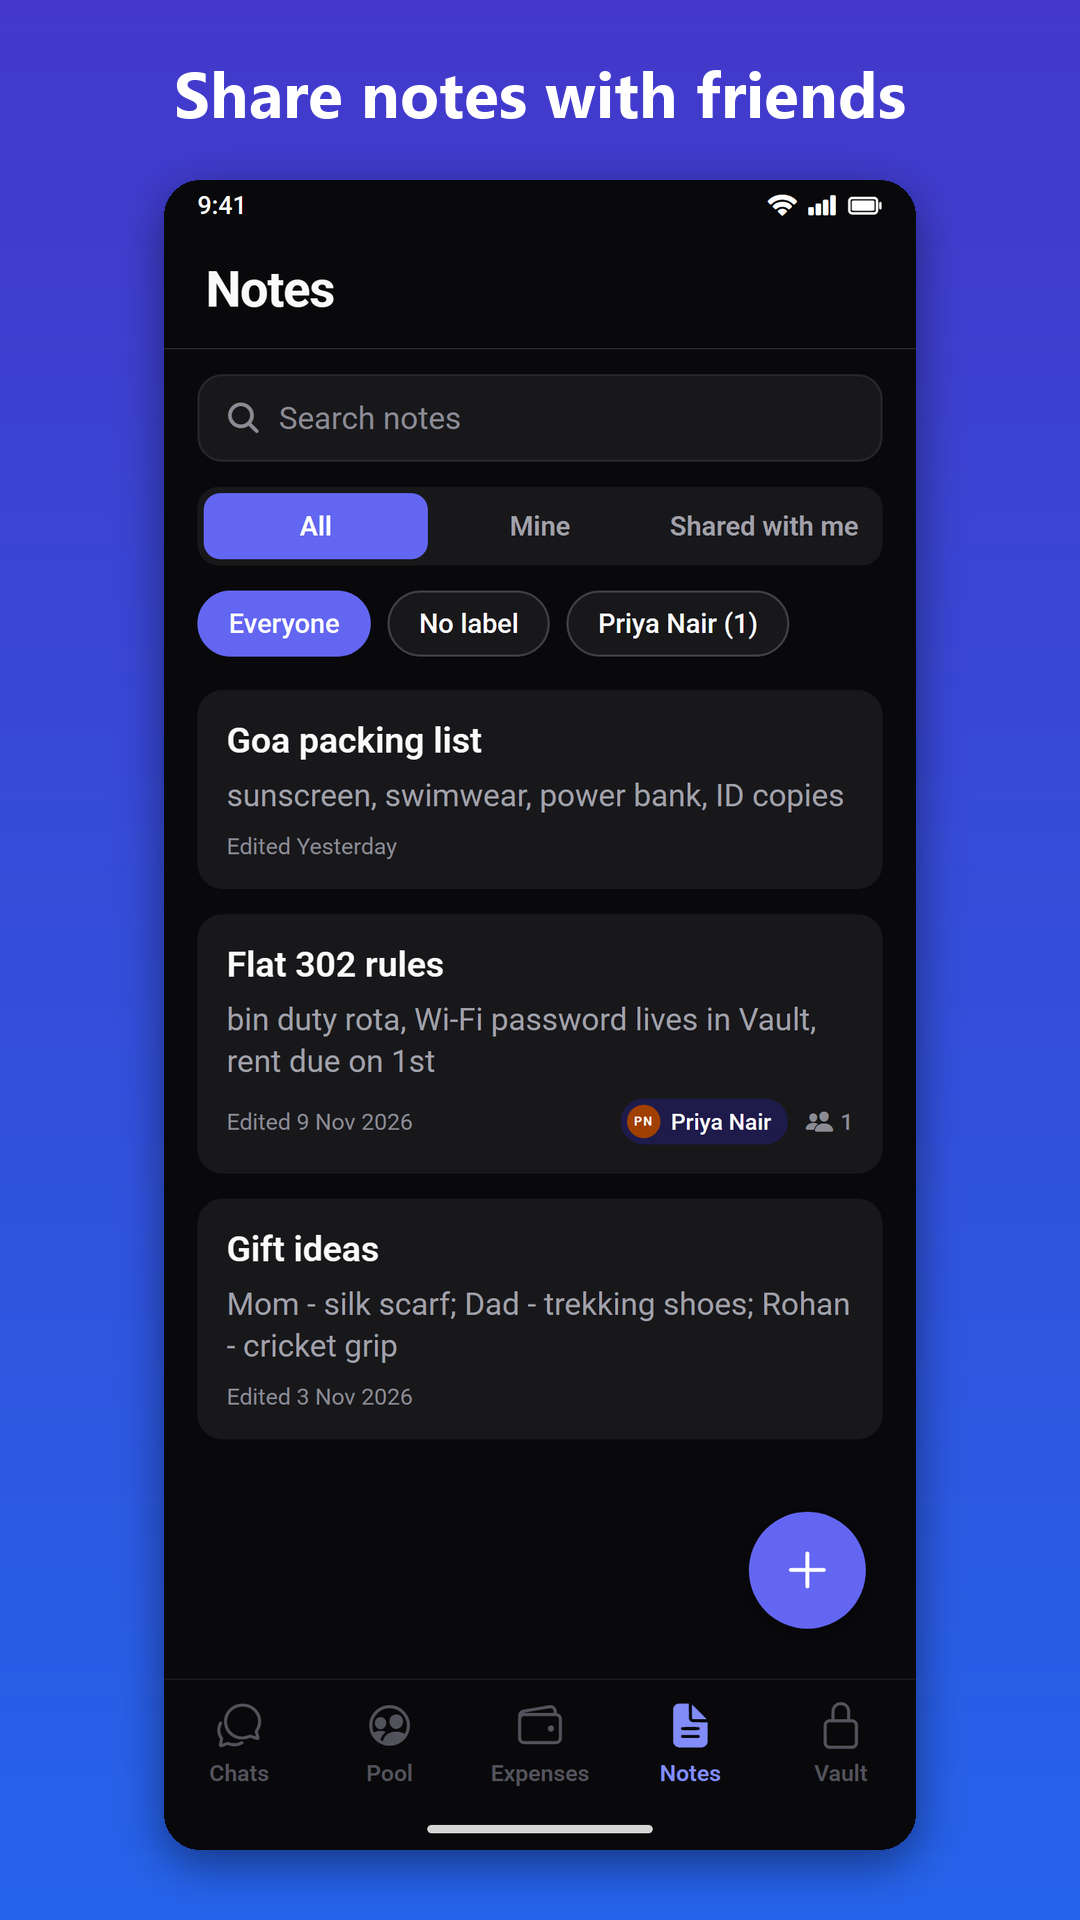 Share notes with friends
9:41
Notes
Search notes
All
Mine
Shared with me
Everyone
No label
Priya Nair (1)
Goa packing list
sunscreen, swimwear, power bank, ID copies
Edited Yesterday
Flat 302 rules
bin duty rota, Wi-Fi password lives in Vault,
rent due on 1st
Edited 9 Nov 2026
PN
Priya Nair
1
Gift ideas
Mom - silk scarf; Dad - trekking shoes; Rohan
- cricket grip
Edited 3 Nov 2026
Chats
Pool
Expenses
Notes
Vault